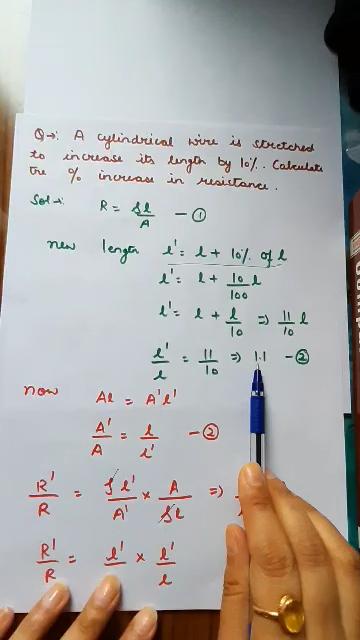 Q→: A cylindrical wire is stretched
to increase its length by 10%. Calculate
the % increase in resistance.
Sol→: R = ρl/A — ①
new length l' = l + 10% of l
l' = l + 10/100 l
l' = l + l/10 ⇒ 11/10 l
l'/l = 11/10 ⇒ 1.1 — ②
now Al = A'l'
A'/A = l/l' — ②
R'/R = ρl'/A' × A/ρl ⇒
R'/R = l'/ × l'/l